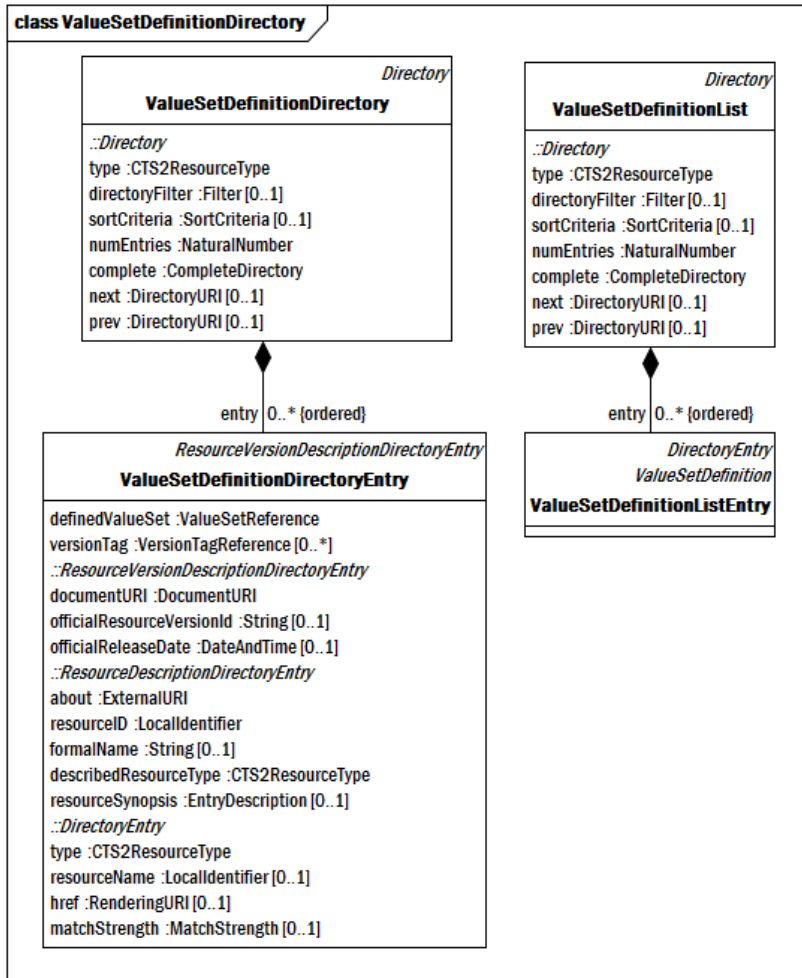 class ValueSetDefinitionDirectory
Directory
ValueSetDefinitionDirectory
::Directory
type :CTS2ResourceType
directoryFilter :Filter [0..1]
sortCriteria :SortCriteria [0..1]
numEntries :NaturalNumber
complete :CompleteDirectory
next :DirectoryURI [0..1]
prev :DirectoryURI [0..1]
entry 0..* {ordered}
ResourceVersionDescriptionDirectoryEntry
ValueSetDefinitionDirectoryEntry
definedValueSet :ValueSetReference
versionTag :VersionTagReference [0..*]
::ResourceVersionDescriptionDirectoryEntry
documentURI :DocumentURI
officialResourceVersionId :String [0..1]
officialReleaseDate :DateAndTime [0..1]
::ResourceDescriptionDirectoryEntry
about :ExternalURI
resourceID :LocalIdentifier
formalName :String [0..1]
describedResourceType :CTS2ResourceType
resourceSynopsis :EntryDescription [0..1]
::DirectoryEntry
type :CTS2ResourceType
resourceName :LocalIdentifier [0..1]
href :RenderingURI [0..1]
matchStrength :MatchStrength [0..1]
Directory
ValueSetDefinitionList
::Directory
type :CTS2ResourceType
directoryFilter :Filter [0..1]
sortCriteria :SortCriteria [0..1]
numEntries :NaturalNumber
complete :CompleteDirectory
next :DirectoryURI [0..1]
prev :DirectoryURI [0..1]
entry 0..* {ordered}
DirectoryEntry
ValueSetDefinition
ValueSetDefinitionListEntry